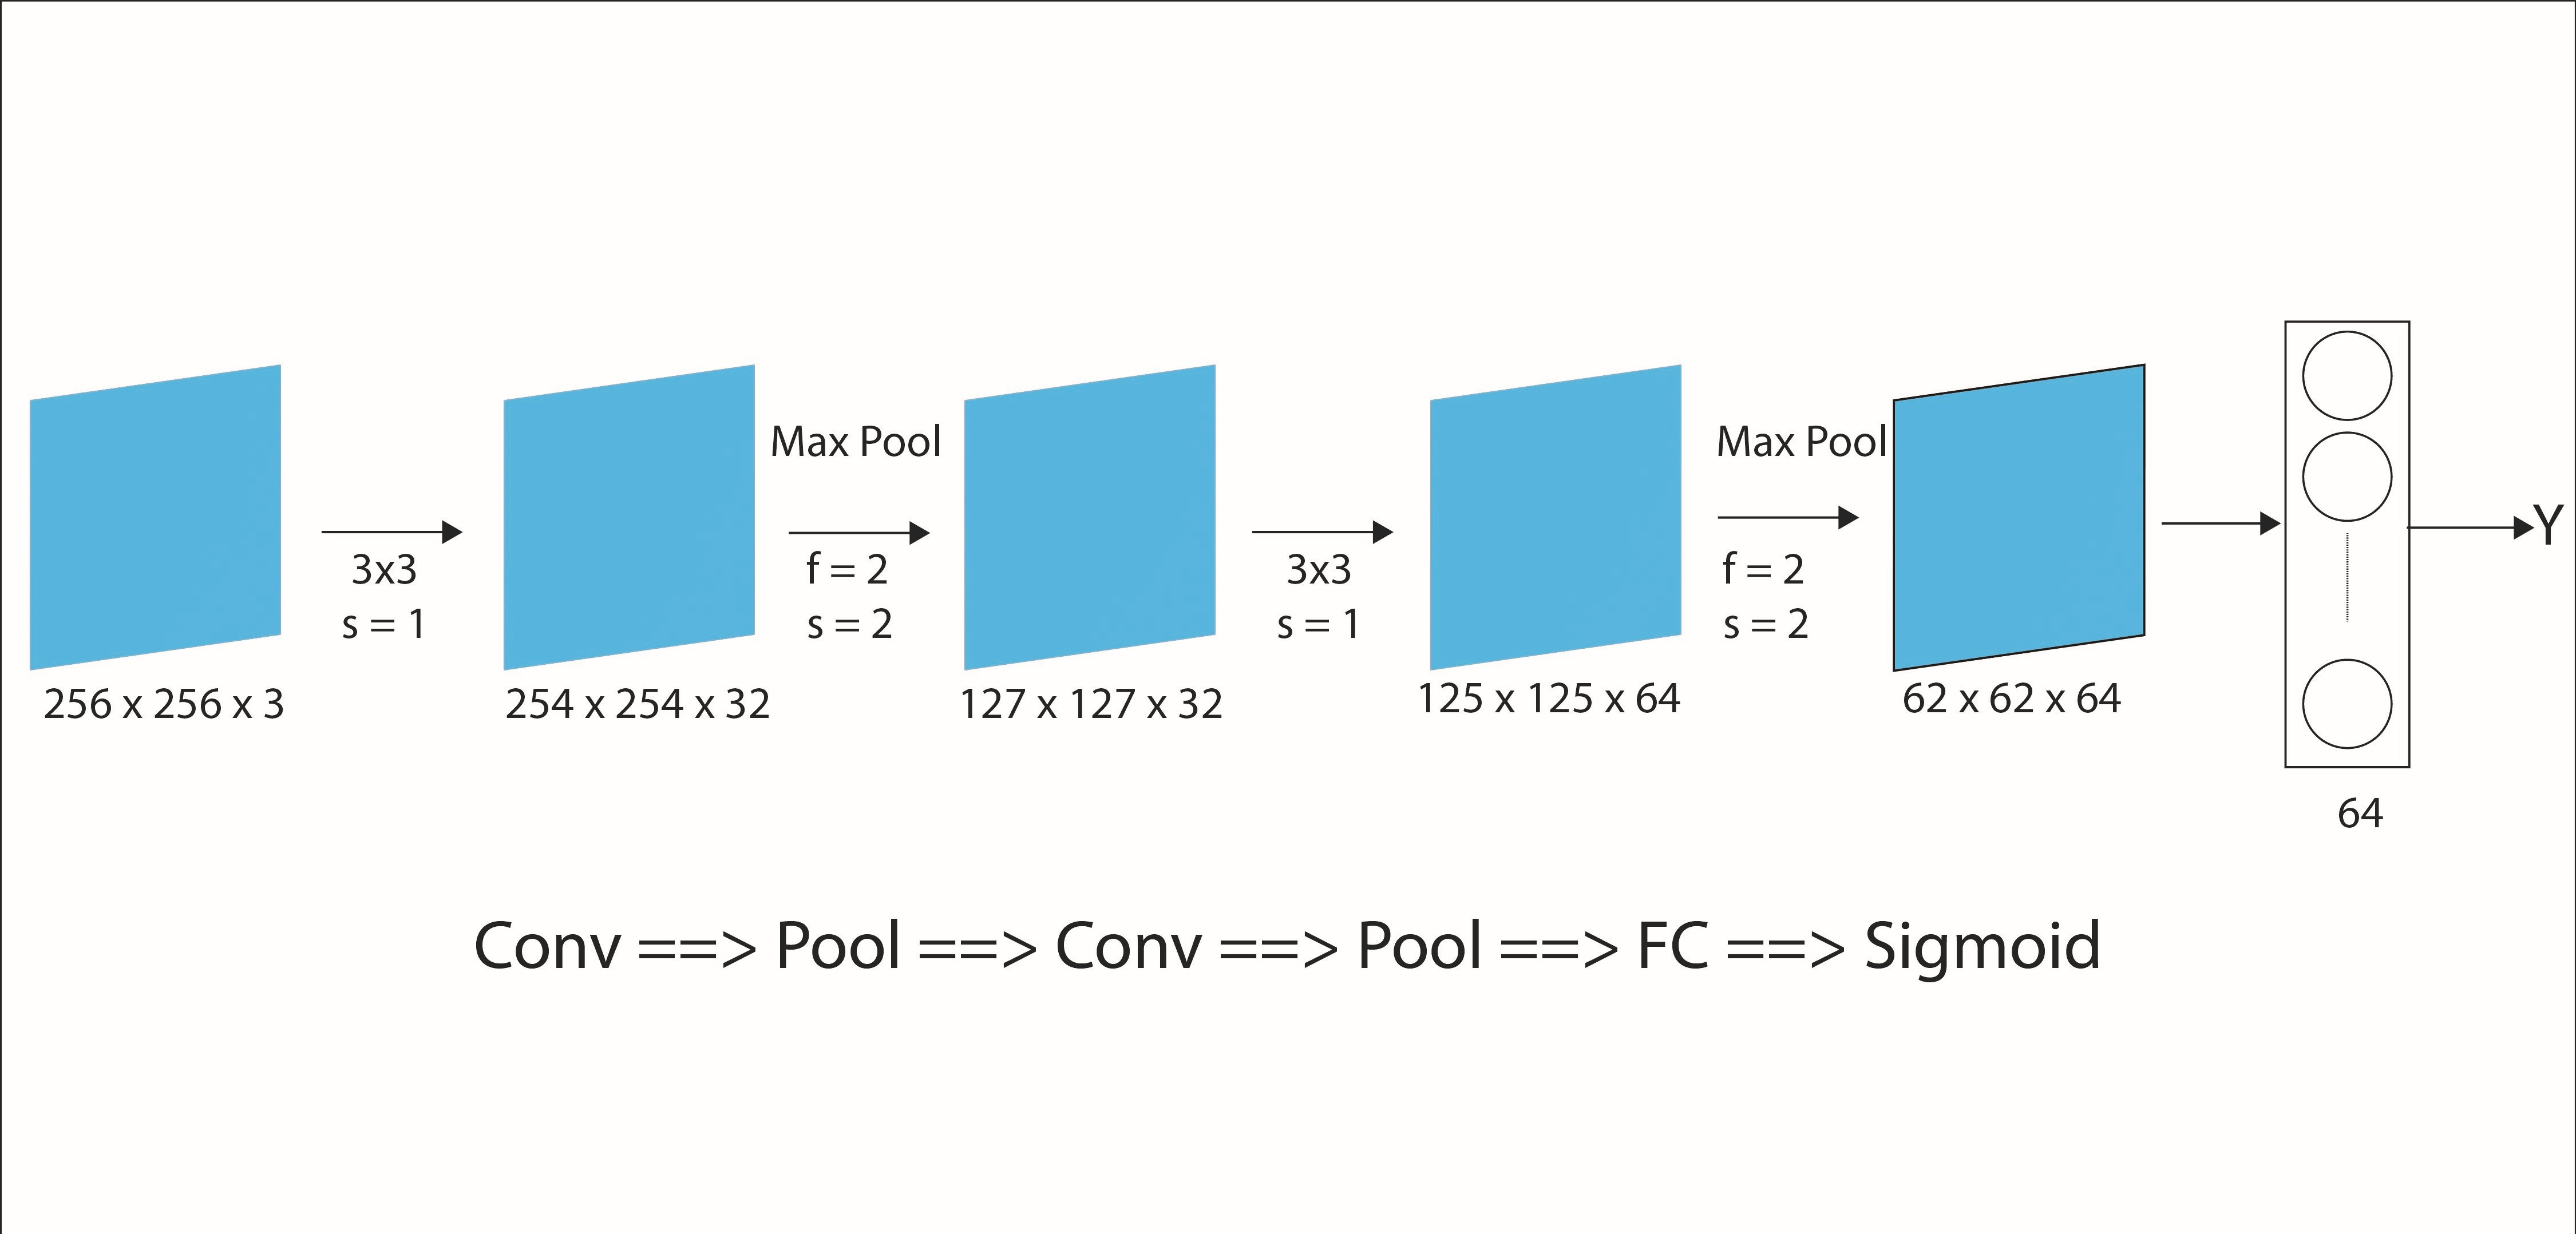 Max Pool
Max Pool
3x3
s = 1
f = 2
s = 2
3x3
s = 1
f = 2
s = 2
Y
256 x 256 x 3
254 x 254 x 32
127 x 127 x 32
125 x 125 x 64
62 x 62 x 64
64
Conv ==> Pool ==> Conv ==> Pool ==> FC ==> Sigmoid